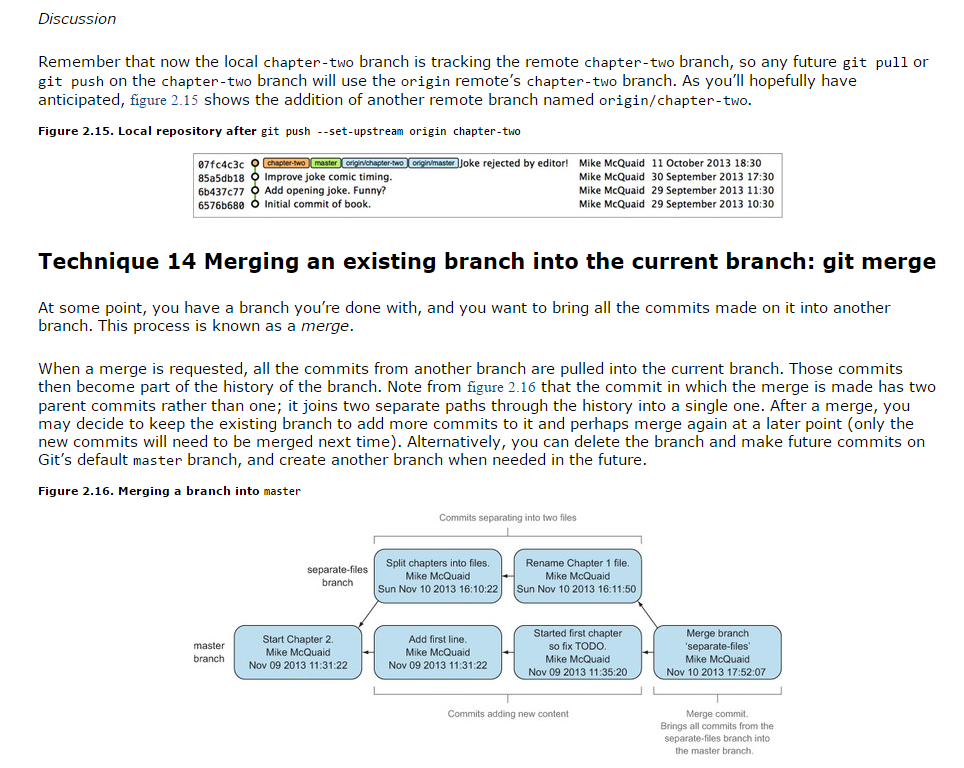 Discussion
Remember that now the local chapter-two branch is tracking the remote chapter-two branch, so any future git pull or
git push on the chapter-two branch will use the origin remote’s chapter-two branch. As you’ll hopefully have
anticipated, figure 2.15 shows the addition of another remote branch named origin/chapter-two.
Figure 2.15. Local repository after git push --set-upstream origin chapter-two
07fc4c3c chapter-two master origin/chapter-two origin/master Joke rejected by editor! Mike McQuaid 11 October 2013 18:30
85a5db18 Improve joke comic timing. Mike McQuaid 30 September 2013 17:30
6b437c77 Add opening joke. Funny? Mike McQuaid 29 September 2013 11:30
6576b680 Initial commit of book. Mike McQuaid 29 September 2013 10:30
Technique 14 Merging an existing branch into the current branch: git merge
At some point, you have a branch you’re done with, and you want to bring all the commits made on it into another
branch. This process is known as a merge.
When a merge is requested, all the commits from another branch are pulled into the current branch. Those commits
then become part of the history of the branch. Note from figure 2.16 that the commit in which the merge is made has two
parent commits rather than one; it joins two separate paths through the history into a single one. After a merge, you
may decide to keep the existing branch to add more commits to it and perhaps merge again at a later point (only the
new commits will need to be merged next time). Alternatively, you can delete the branch and make future commits on
Git’s default master branch, and create another branch when needed in the future.
Figure 2.16. Merging a branch into master
Commits separating into two files
separate-files
branch
Split chapters into files.
Mike McQuaid
Sun Nov 10 2013 16:10:22
Rename Chapter 1 file.
Mike McQuaid
Sun Nov 10 2013 16:11:50
master
branch
Start Chapter 2.
Mike McQuaid
Nov 09 2013 11:31:22
Add first line.
Mike McQuaid
Nov 09 2013 11:31:22
Started first chapter
so fix TODO.
Mike McQuaid
Nov 09 2013 11:35:20
Merge branch
'separate-files'
Mike McQuaid
Nov 10 2013 17:52:07
Commits adding new content
Merge commit.
Brings all commits from the
separate-files branch into
the master branch.